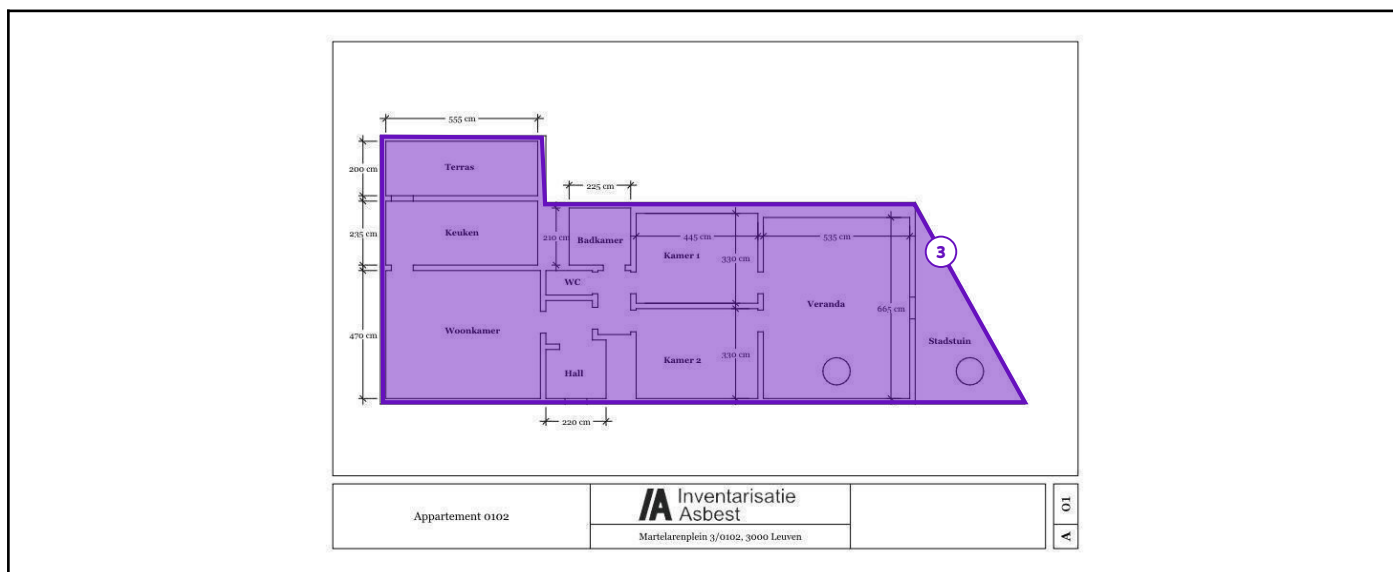 555 cm
200 cm
Terras
225 cm
235 cm
Keuken
210 cm
Badkamer
445 cm
535 cm
3
Kamer 1
330 cm
WC
Veranda
665 cm
470 cm
Woonkamer
Stadstuin
Kamer 2
330 cm
Hall
220 cm
Appartement 0102
IA Inventarisatie
Asbest
Martelarenplein 3/0102, 3000 Leuven
01
A